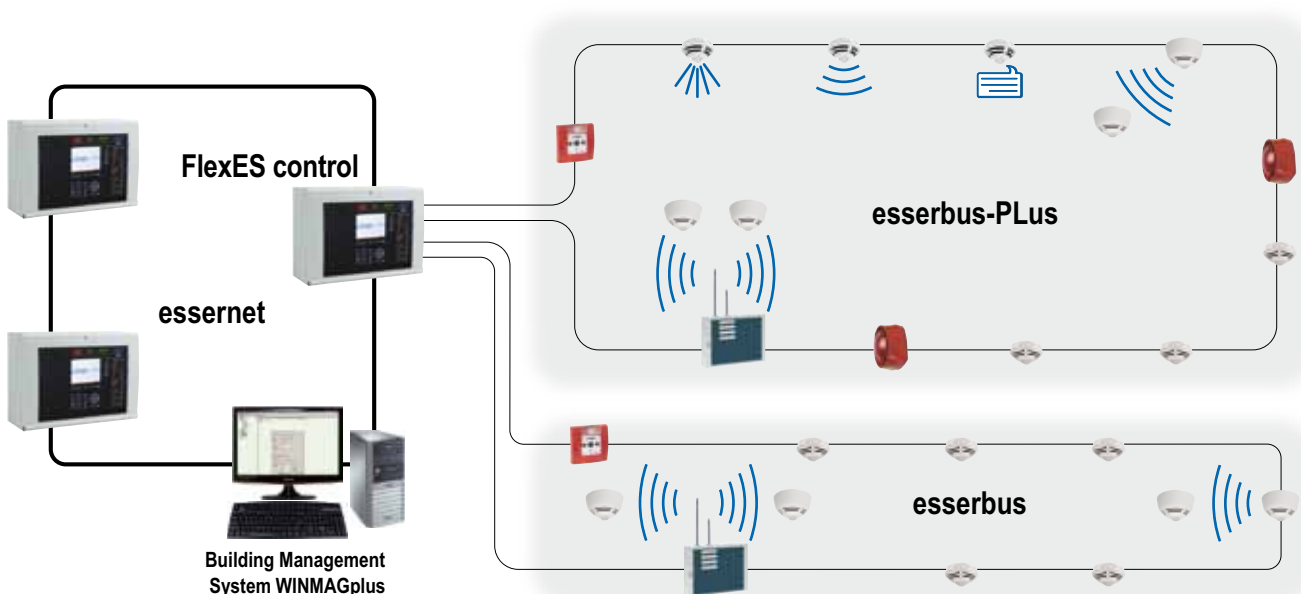 FlexES control
esserbus-PLus
essernet
esserbus
Building Management
System WINMAGplus